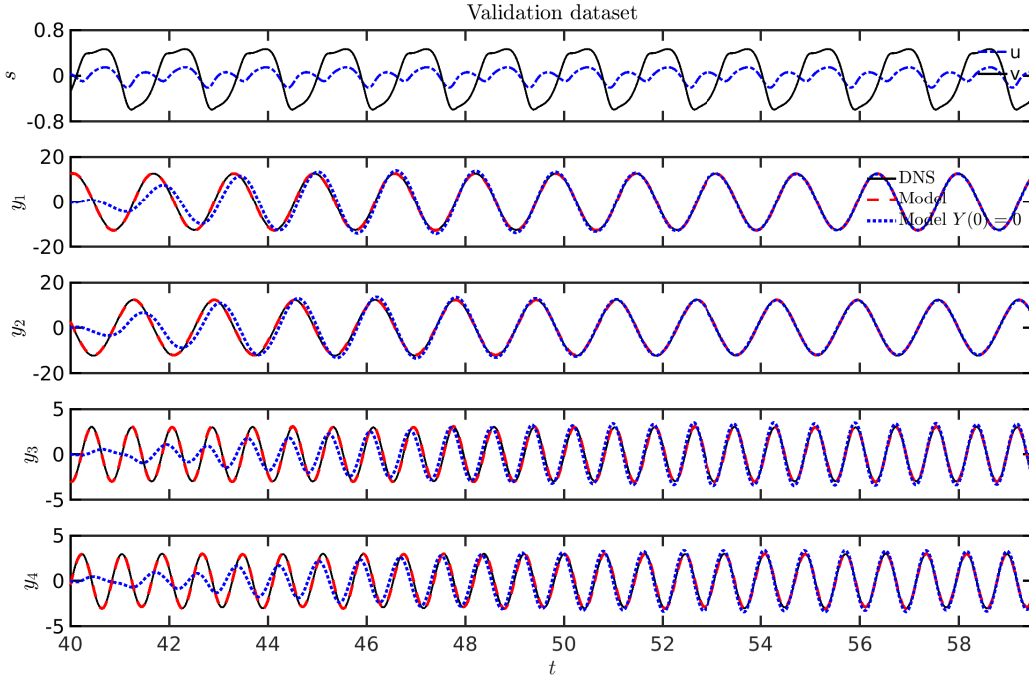 Validation dataset
0.8
0
-0.8
s
u
v
20
0
-20
y1
DNS
Model
Model Y(0) = 0
20
0
-20
y2
5
0
-5
y3
5
0
-5
y4
40 42 44 46 48 50 52 54 56 58
t